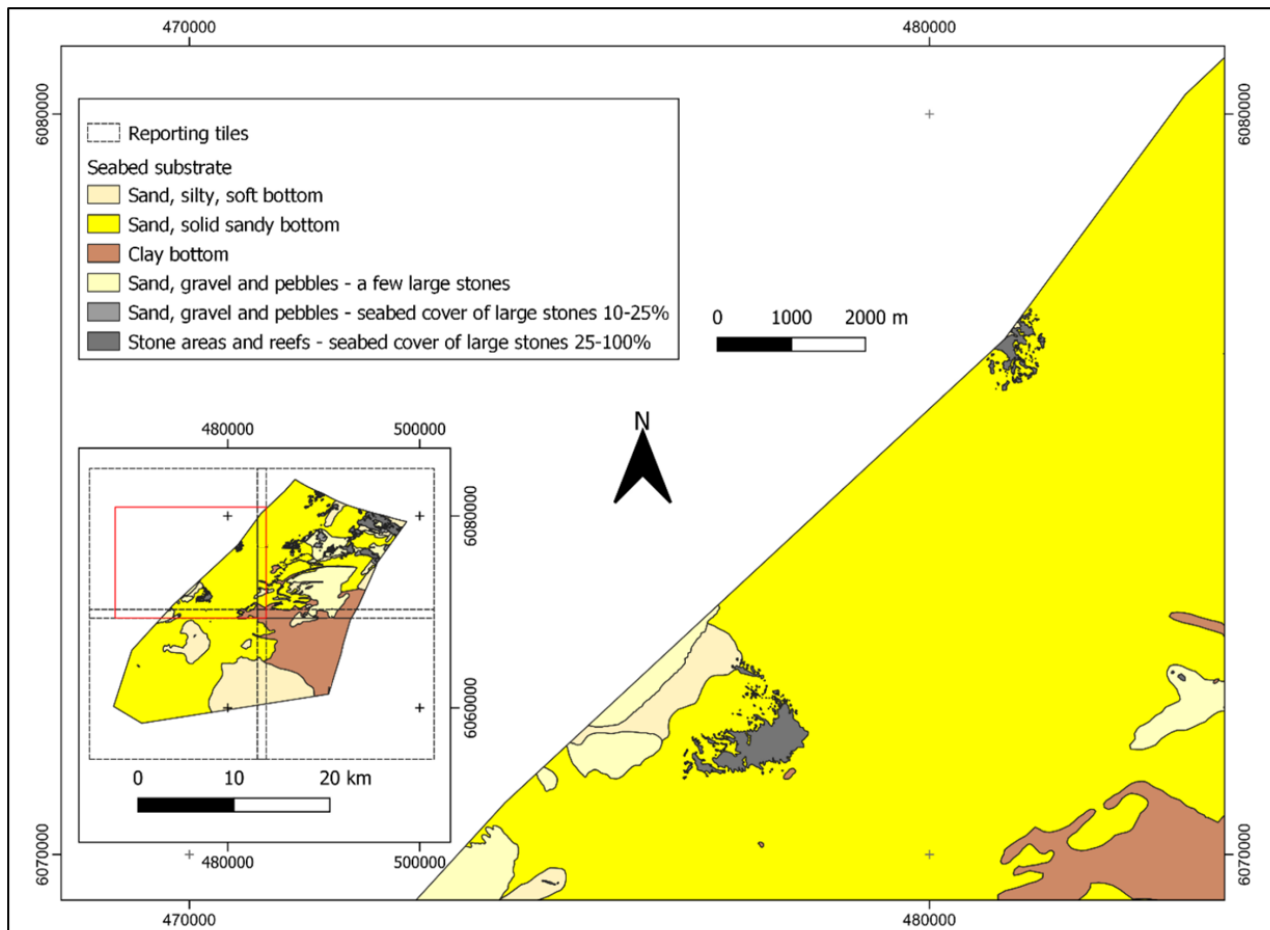 470000
480000
6080000
6080000
Reporting tiles
Seabed substrate
Sand, silty, soft bottom
Sand, solid sandy bottom
Clay bottom
Sand, gravel and pebbles - a few large stones
Sand, gravel and pebbles - seabed cover of large stones 10-25%
Stone areas and reefs - seabed cover of large stones 25-100%
0 1000 2000 m
N
480000 500000
6080000
6060000
0 10 20 km
480000 500000
6070000
6070000
470000
480000